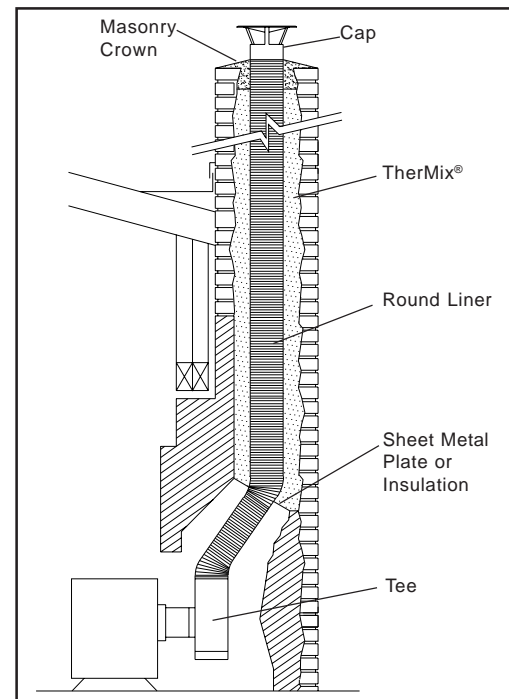 Masonry
Crown
Cap
TherMix®
Round Liner
Sheet Metal
Plate or
Insulation
Tee